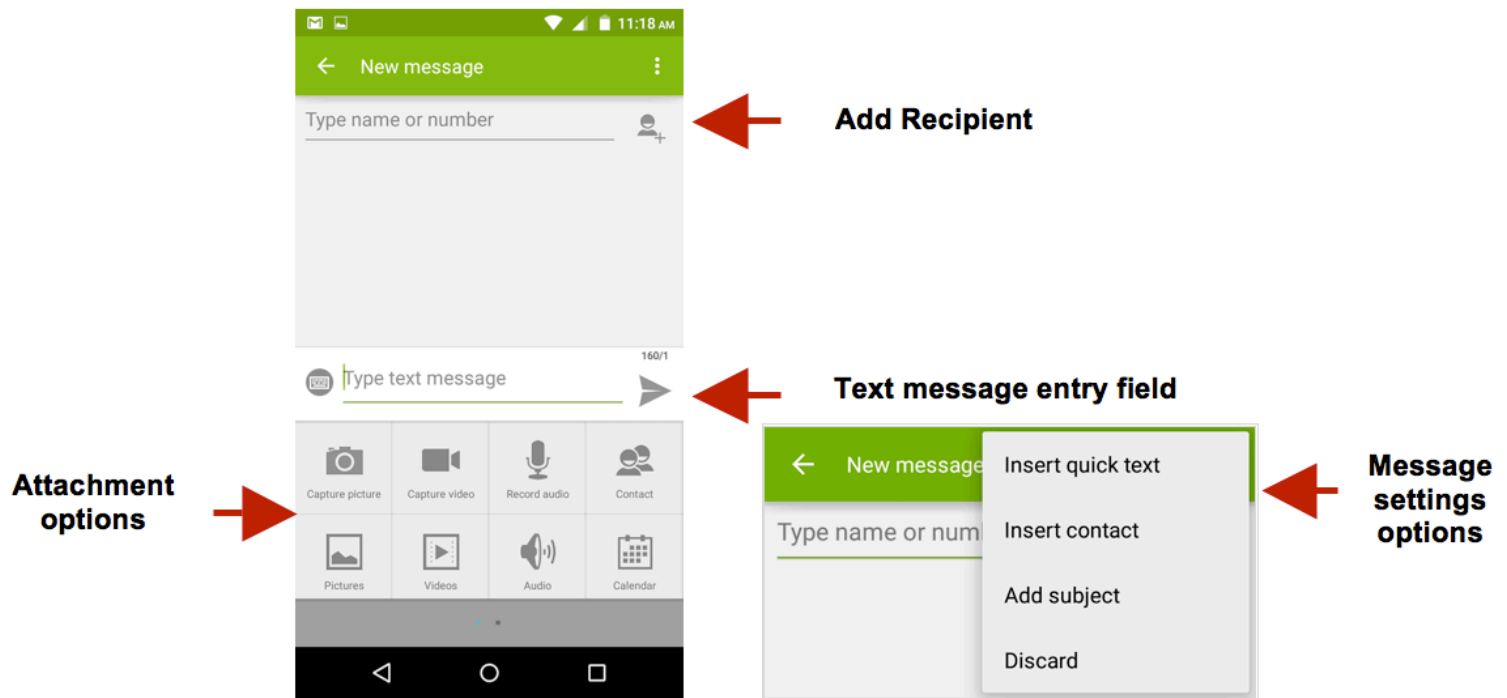 11:18 AM
New message
Type name or number
Add Recipient
160/1
Type text message
Text message entry field
Capture picture
Capture video
Record audio
Contact
Pictures
Videos
Audio
Calendar
Attachment
options
New message
Type name or num
Insert quick text
Insert contact
Add subject
Discard
Message
settings
options